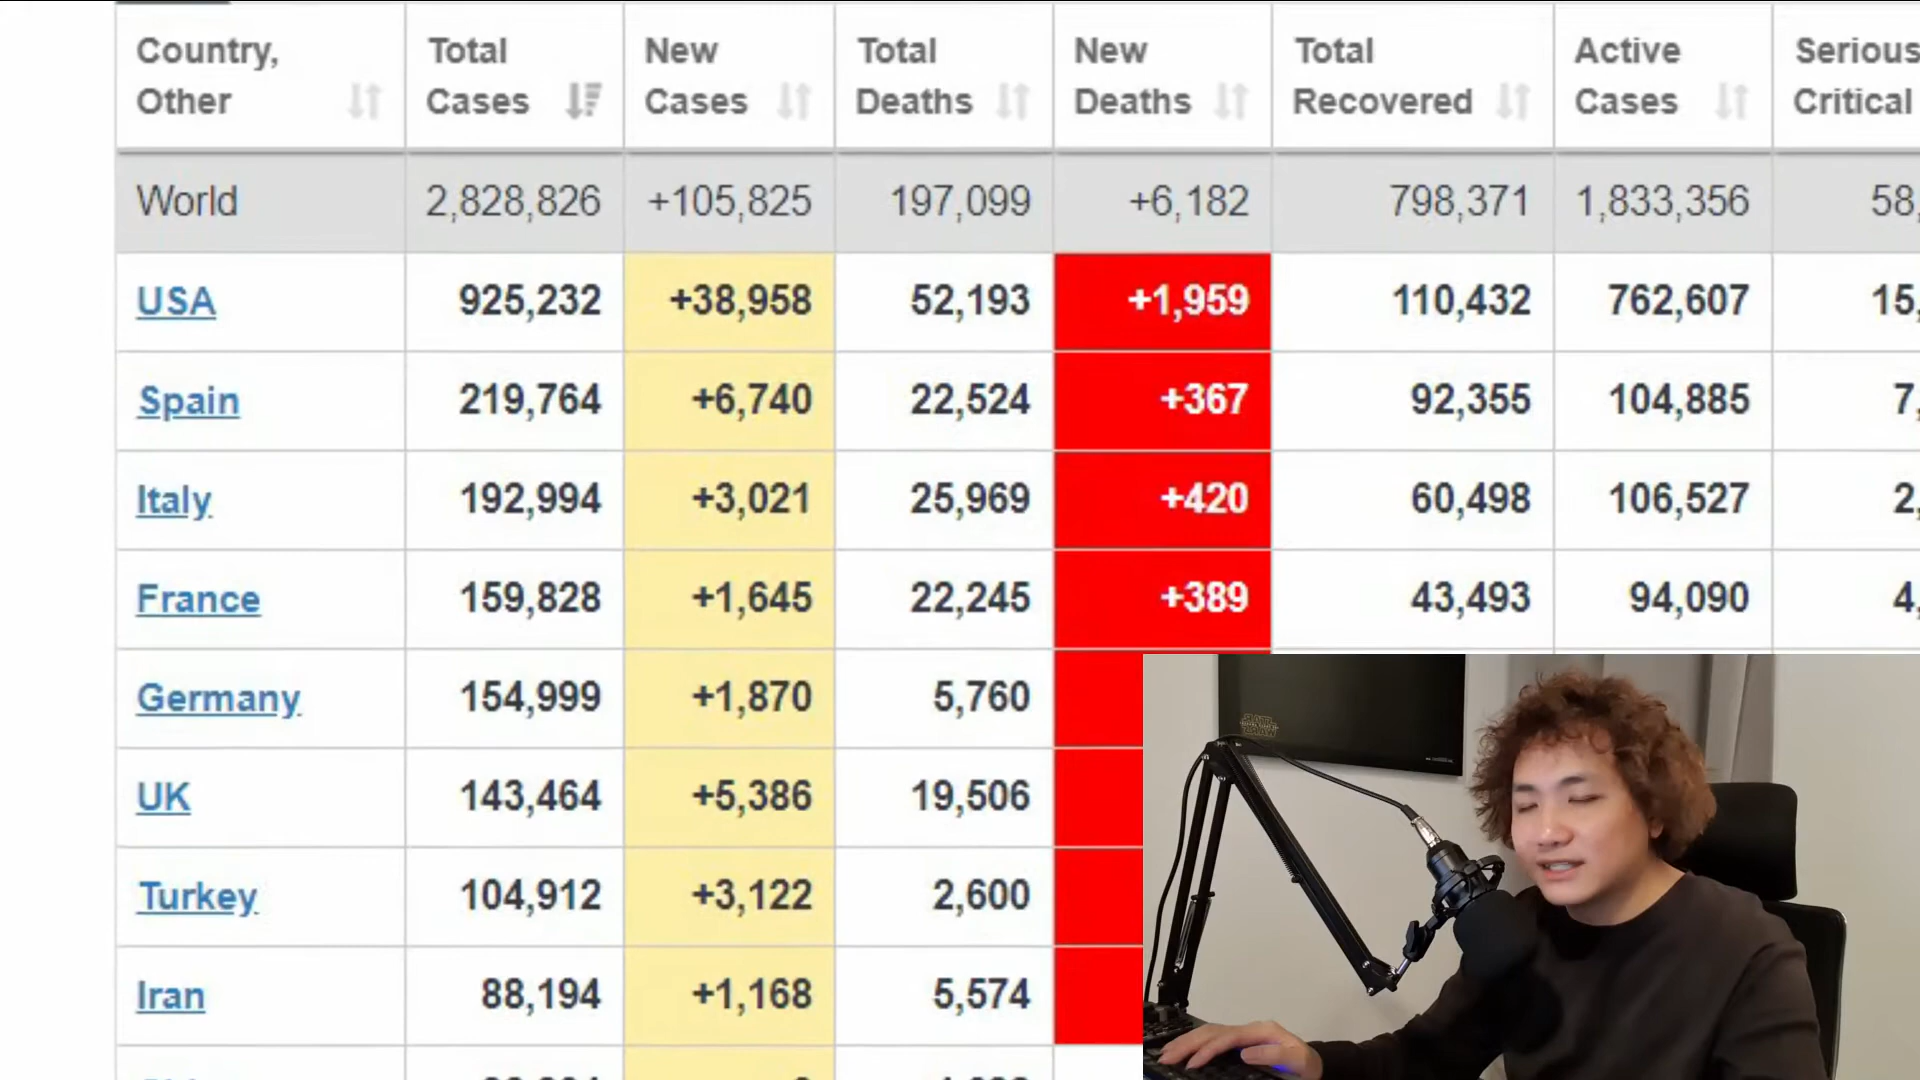 Country, Other Total Cases New Cases Total Deaths New Deaths Total Recovered Active Cases Serious Critical
World 2,828,826 +105,825 197,099 +6,182 798,371 1,833,356 58,
USA 925,232 +38,958 52,193 +1,959 110,432 762,607 15,
Spain 219,764 +6,740 22,524 +367 92,355 104,885 7,
Italy 192,994 +3,021 25,969 +420 60,498 106,527 2,
France 159,828 +1,645 22,245 +389 43,493 94,090 4,
Germany 154,999 +1,870 5,760
UK 143,464 +5,386 19,506
Turkey 104,912 +3,122 2,600
Iran 88,194 +1,168 5,574